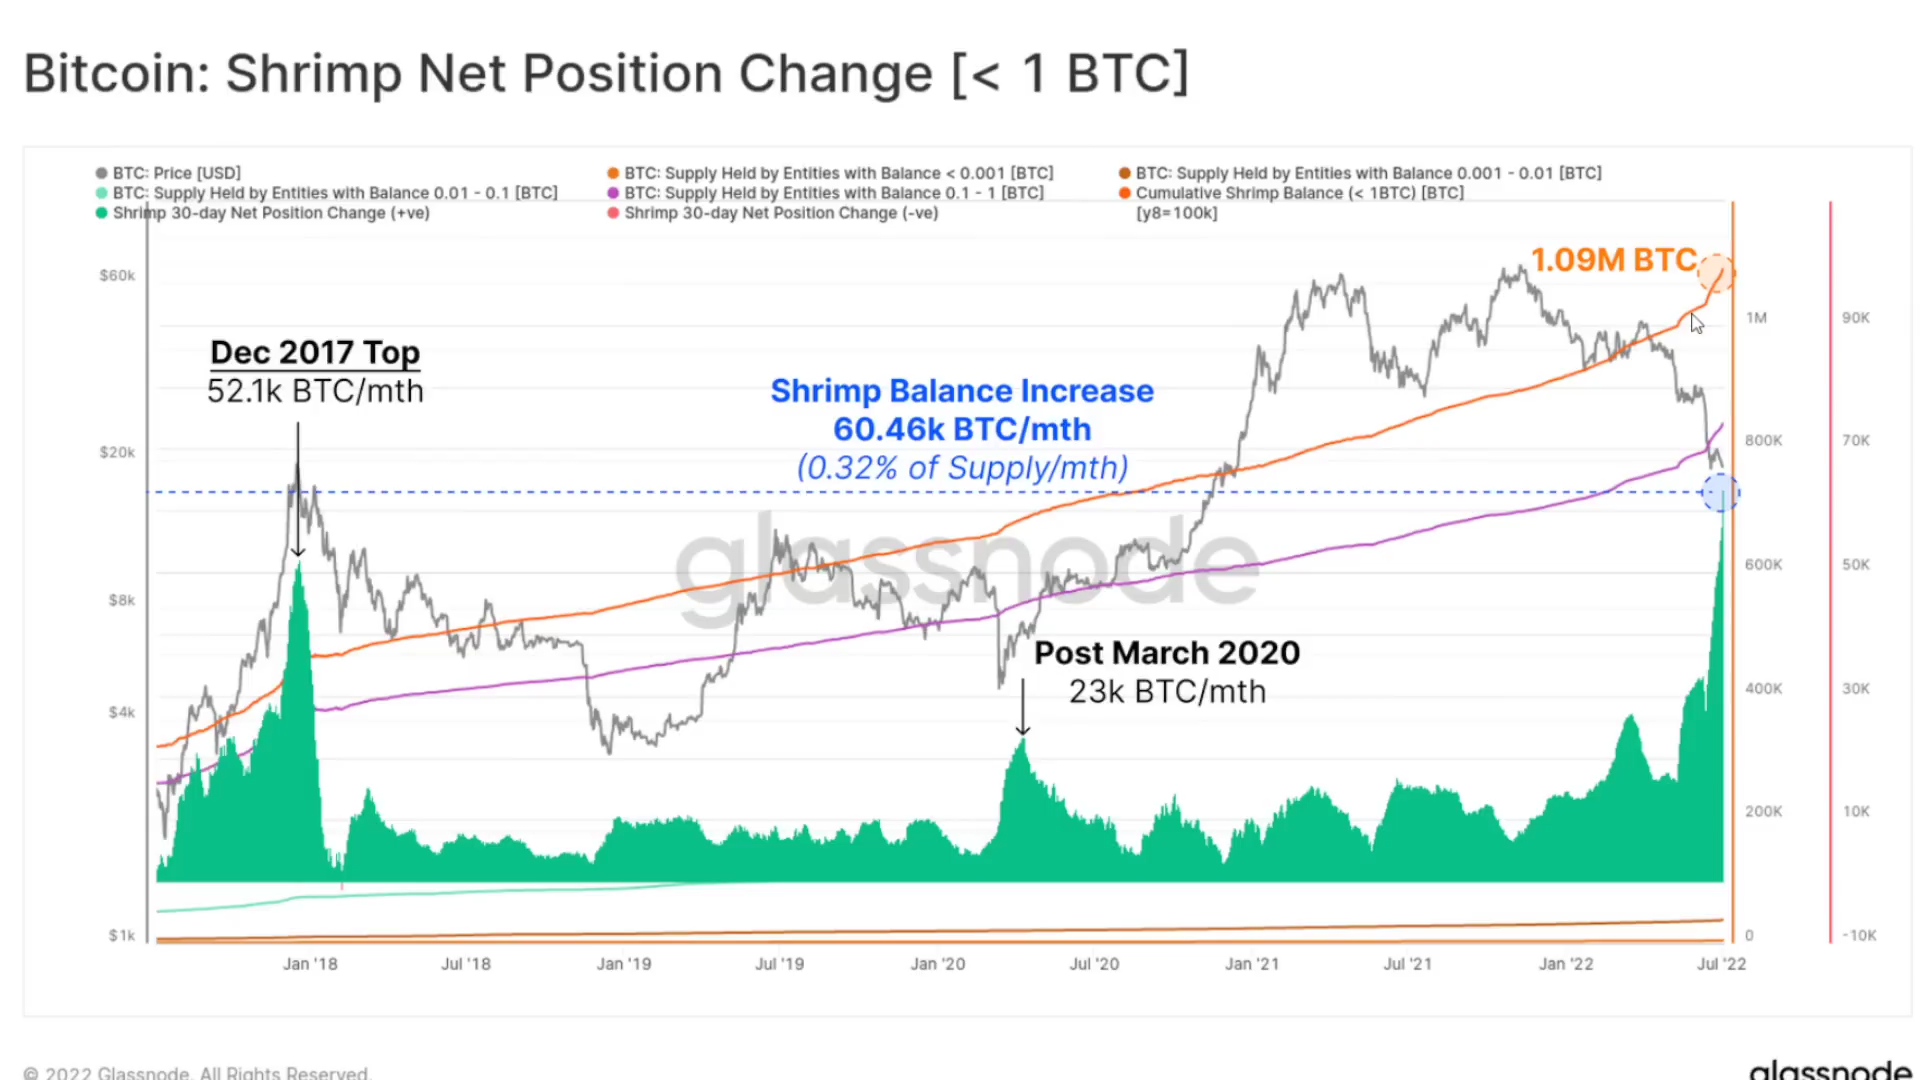 Bitcoin: Shrimp Net Position Change [< 1 BTC]
BTC: Price [USD]
BTC: Supply Held by Entities with Balance < 0.001 [BTC]
BTC: Supply Held by Entities with Balance 0.001 - 0.01 [BTC]
BTC: Supply Held by Entities with Balance 0.01 - 0.1 [BTC]
BTC: Supply Held by Entities with Balance 0.1 - 1 [BTC]
Cumulative Shrimp Balance (< 1BTC) [BTC]
Shrimp 30-day Net Position Change (+ve)
Shrimp 30-day Net Position Change (-ve)
[y8=100k]
1.09M BTC
$60k
1M
90K
Dec 2017 Top
52.1k BTC/mth
Shrimp Balance Increase
60.46k BTC/mth
(0.32% of Supply/mth)
$20k
800K
70K
glassnode
600K
50K
$8k
Post March 2020
23k BTC/mth
400K
30K
$4k
200K
10K
$1k
0
-10K
Jan '18
Jul '18
Jan '19
Jul '19
Jan '20
Jul '20
Jan '21
Jul '21
Jan '22
Jul '22
© 2022 Glassnode. All Rights Reserved.
glassnode